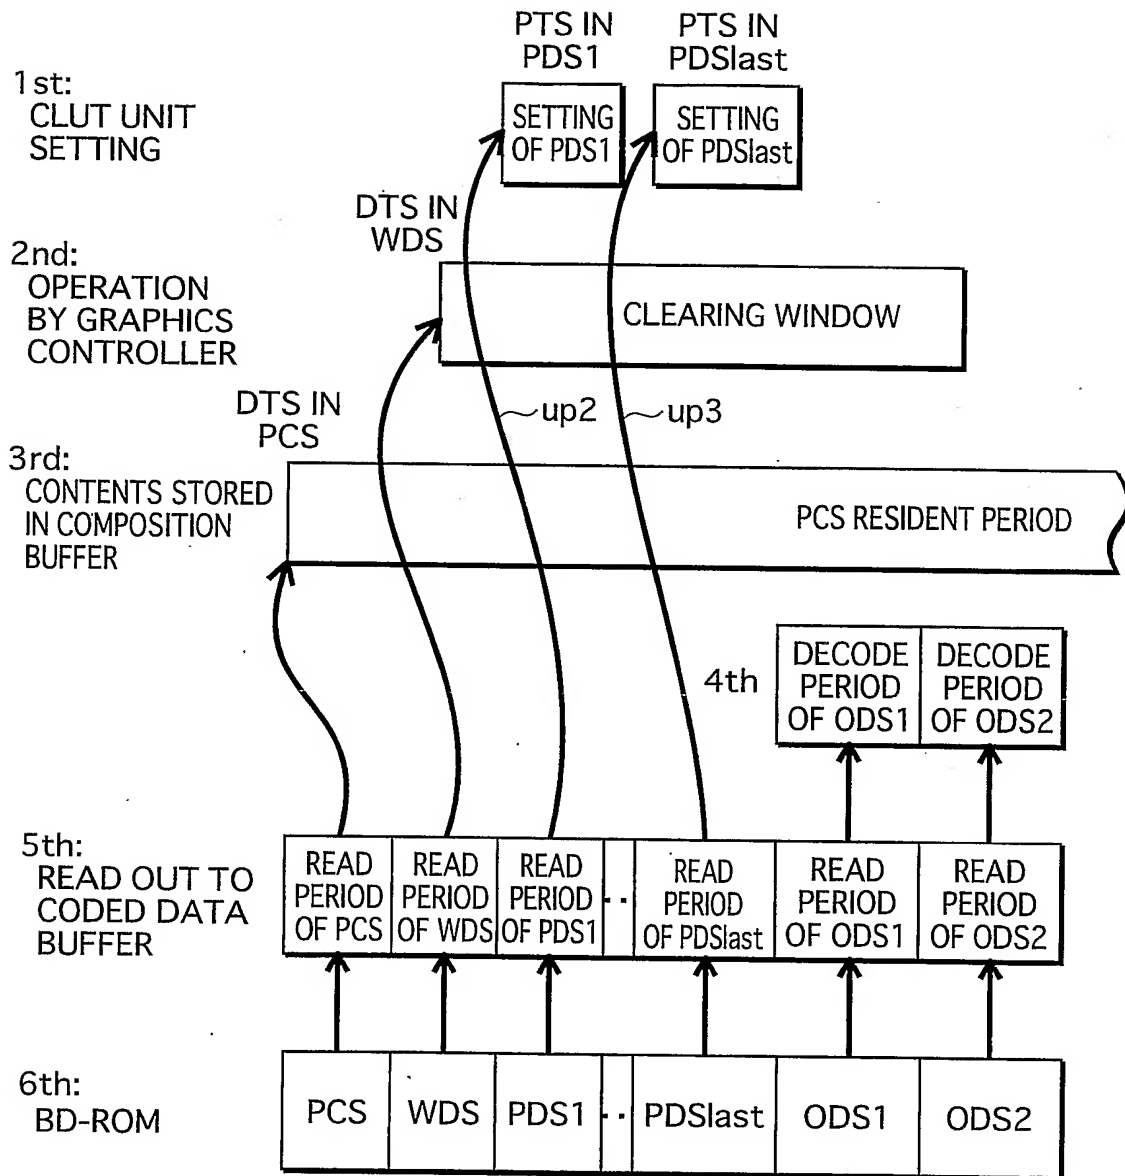 PTS IN
PDS1
PTS IN
PDSlast
1st:
CLUT UNIT
SETTING
SETTING
OF PDS1
SETTING
OF PDSlast
DTS IN
WDS
2nd:
OPERATION
BY GRAPHICS
CONTROLLER
CLEARING WINDOW
DTS IN
PCS
up2
up3
3rd:
CONTENTS STORED
IN COMPOSITION
BUFFER
PCS RESIDENT PERIOD
4th
DECODE
PERIOD
OF ODS1
DECODE
PERIOD
OF ODS2
5th:
READ OUT TO
CODED DATA
BUFFER
READ
PERIOD
OF PCS
READ
PERIOD
OF WDS
READ
PERIOD
OF PDS1
··
READ
PERIOD
OF PDSlast
READ
PERIOD
OF ODS1
READ
PERIOD
OF ODS2
6th:
BD-ROM
PCS
WDS
PDS1
··
PDSlast
ODS1
ODS2